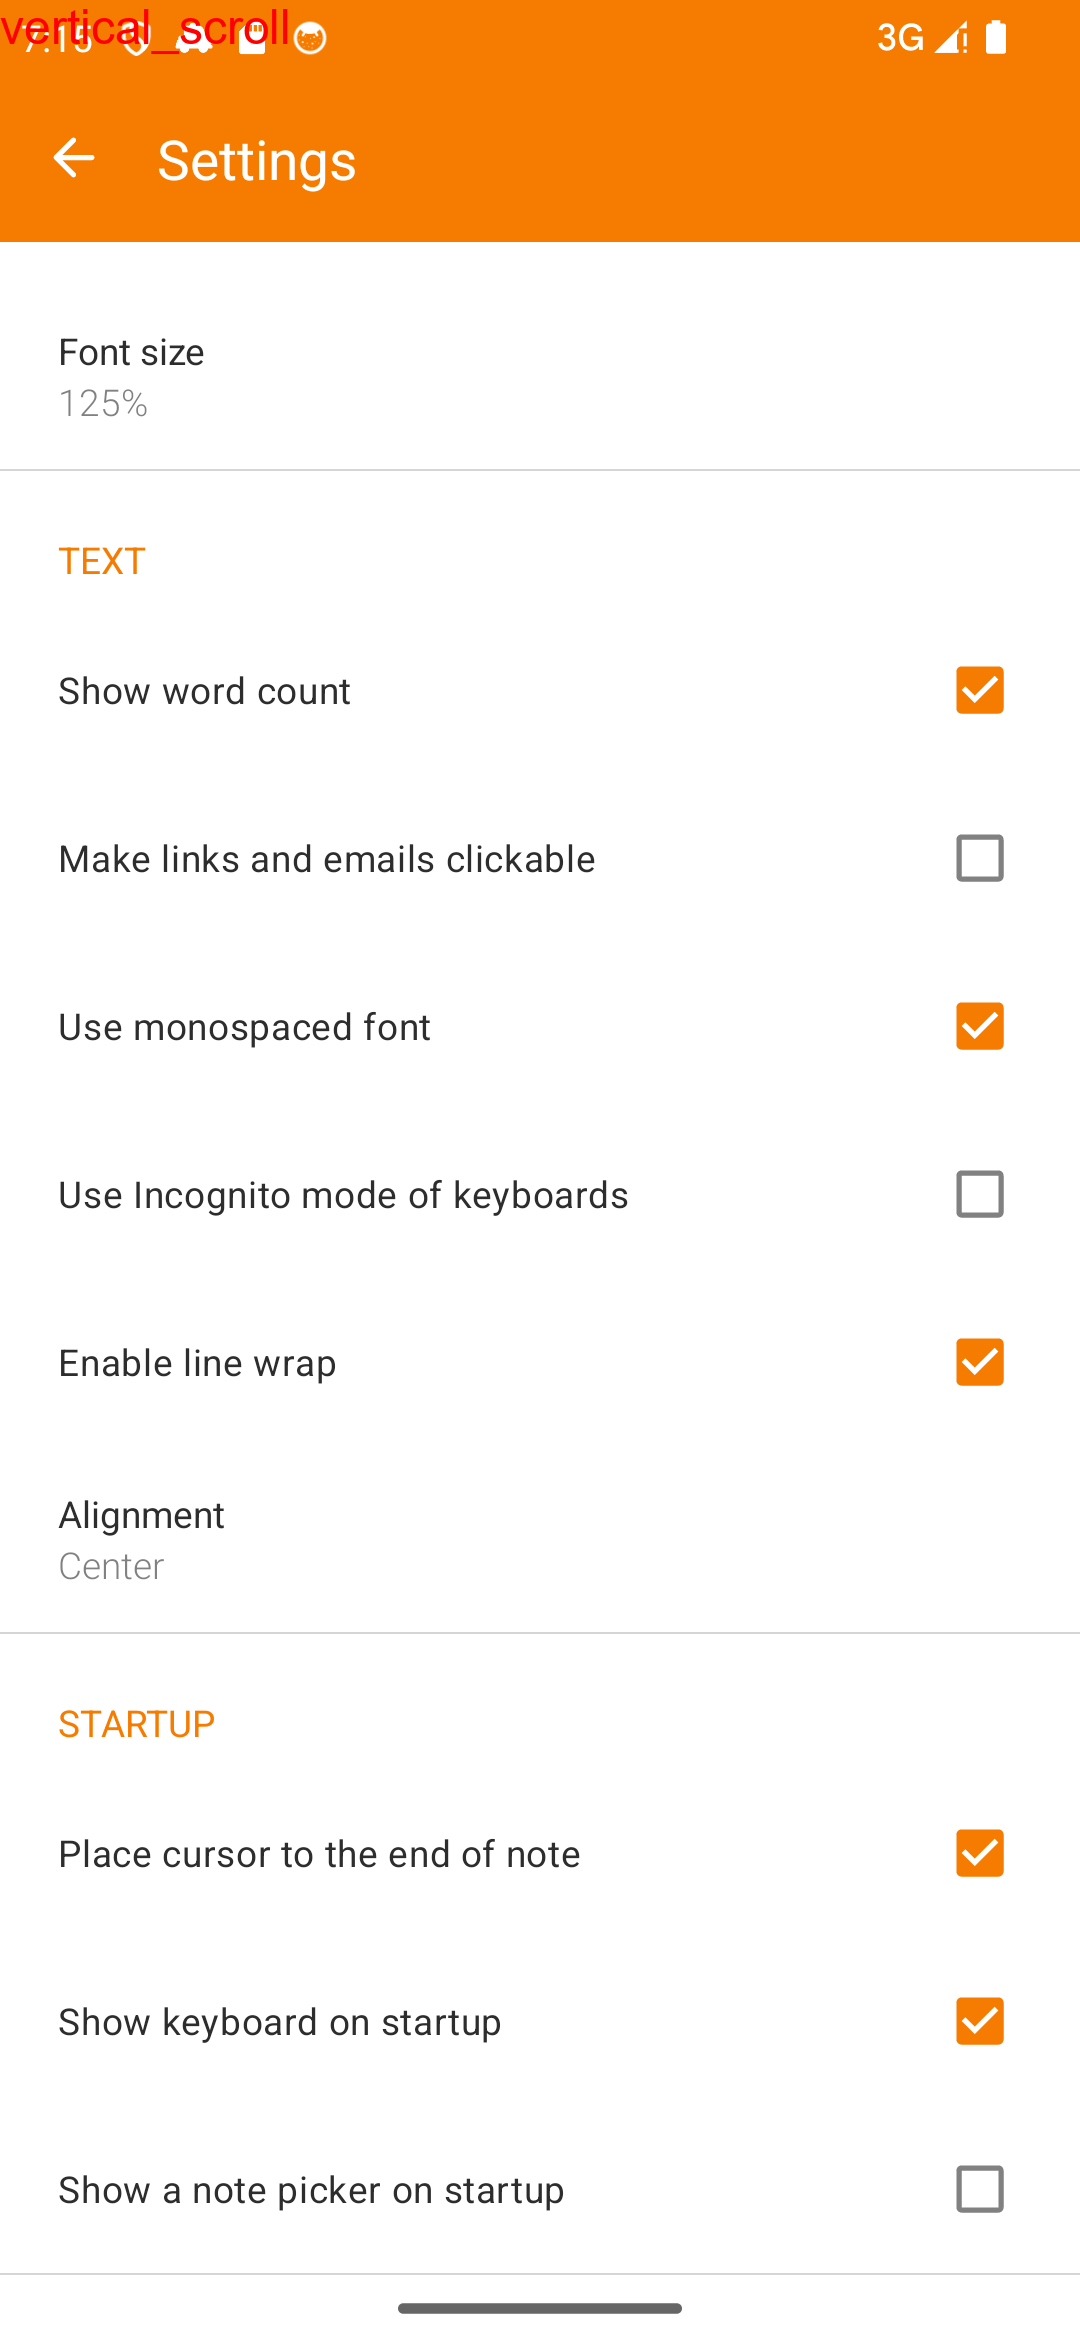 vertical_scroll
7:15
3G
Settings
Font size
125%
TEXT
Show word count
Make links and emails clickable
Use monospaced font
Use Incognito mode of keyboards
Enable line wrap
Alignment
Center
STARTUP
Place cursor to the end of note
Show keyboard on startup
Show a note picker on startup